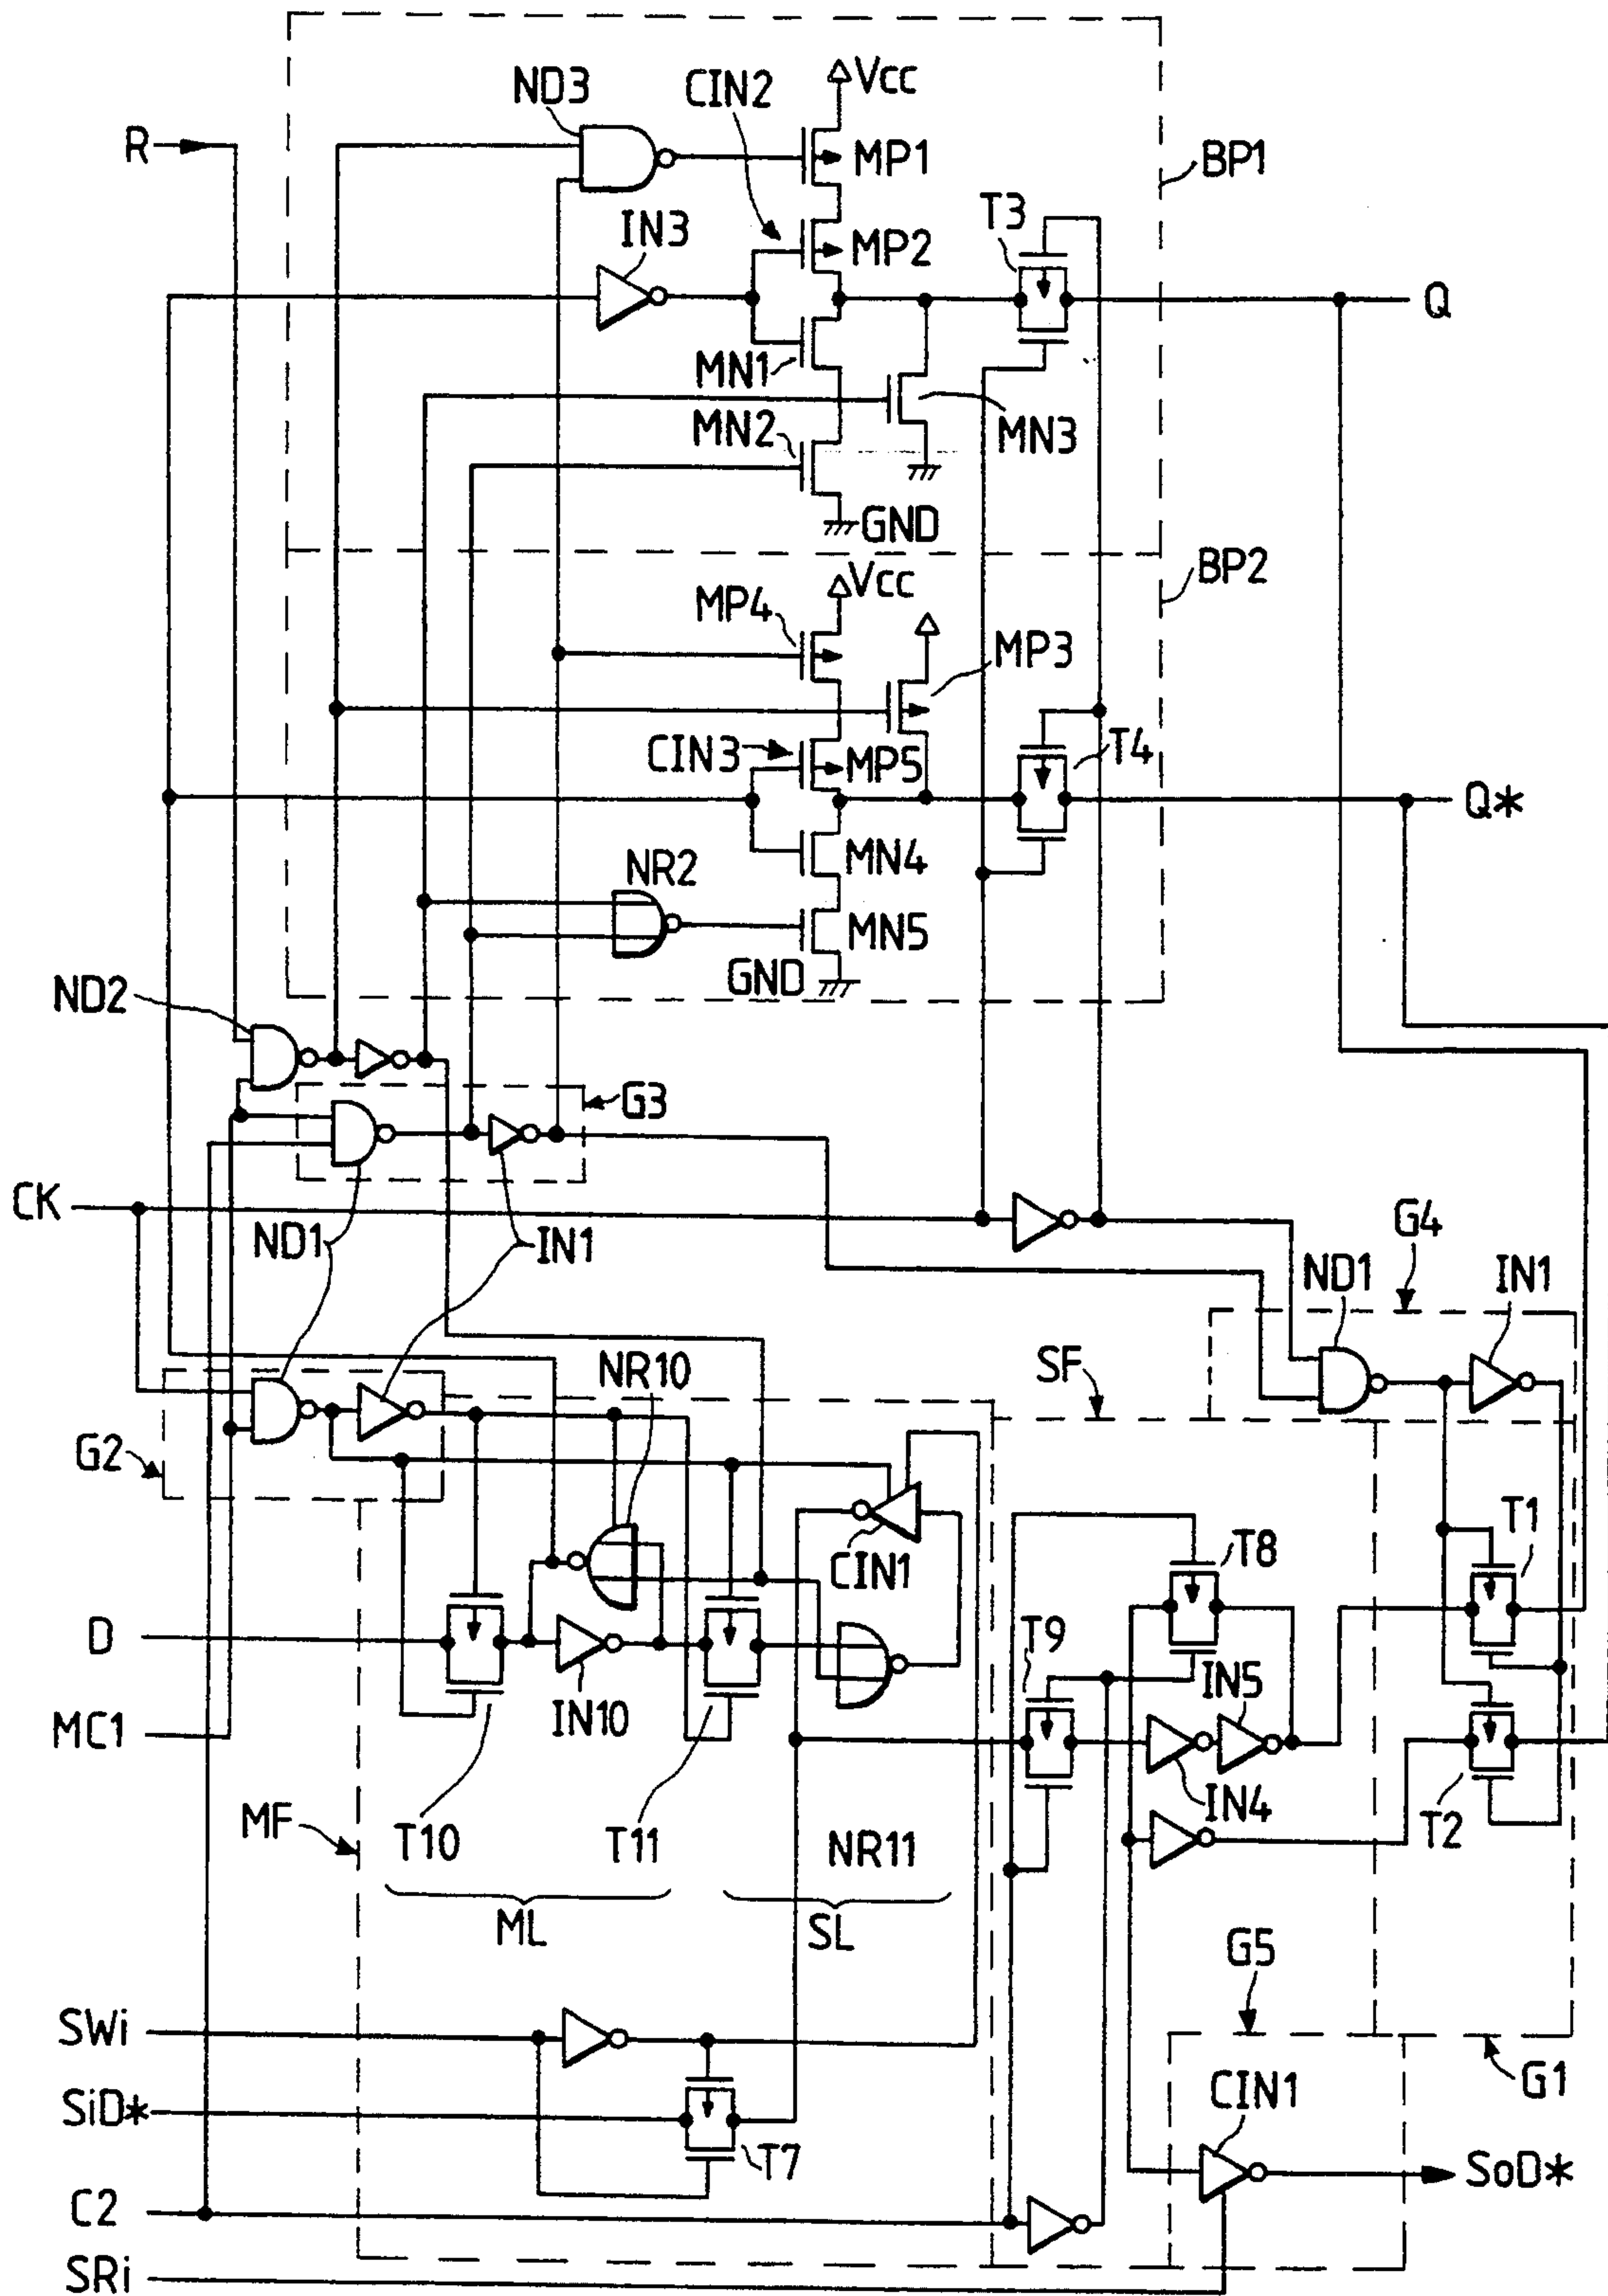 ND3
CIN2
Vcc
R
MP1
BP1
IN3
MP2
T3
Q
MN1
MN2
MN3
GND
BP2
Vcc
MP4
MP3
CIN3
MP5
T4
Q*
MN4
NR2
MN5
ND2
GND
G3
CK
ND1
IN1
G4
ND1
IN1
SF
NR10
G2
CIN1
T8
T1
D
T9
IN5
IN10
MC1
MF
T10
T11
NR11
IN4
T2
ML
SL
G5
SWi
CIN1
G1
SiD*
T7
SoD*
C2
SRi